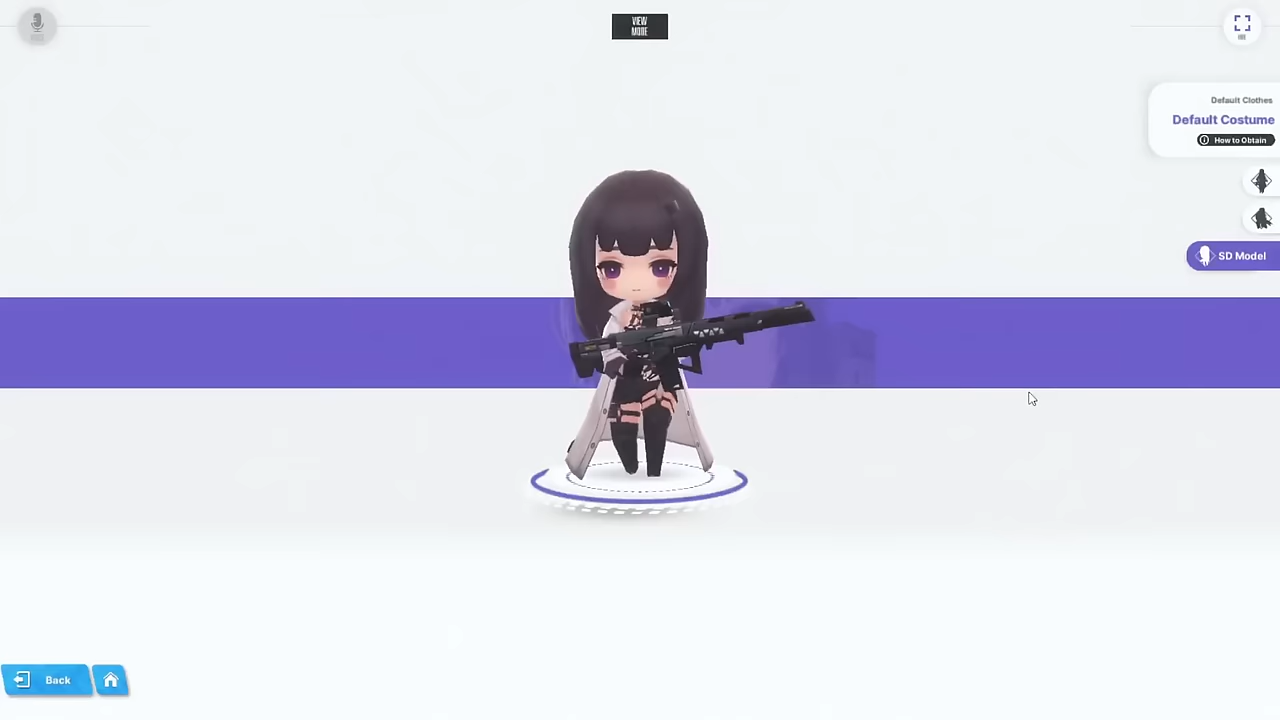 VIEW
MODE
Default Clothes
Default Costume
How to Obtain
SD Model
Back